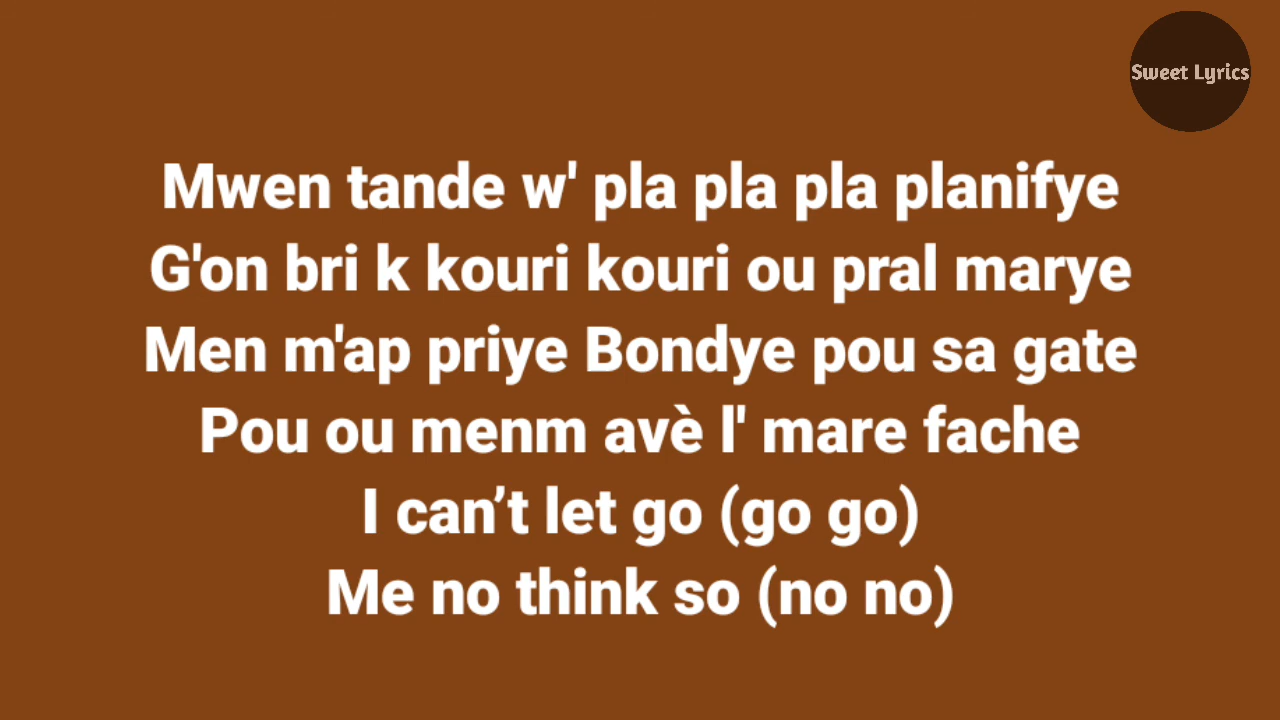 Sweet Lyrics
Mwen tande w' pla pla pla planifye
G'on bri k kouri kouri ou pral marye
Men m'ap priye Bondye pou sa gate
Pou ou menm avè l' mare fache
I can’t let go (go go)
Me no think so (no no)